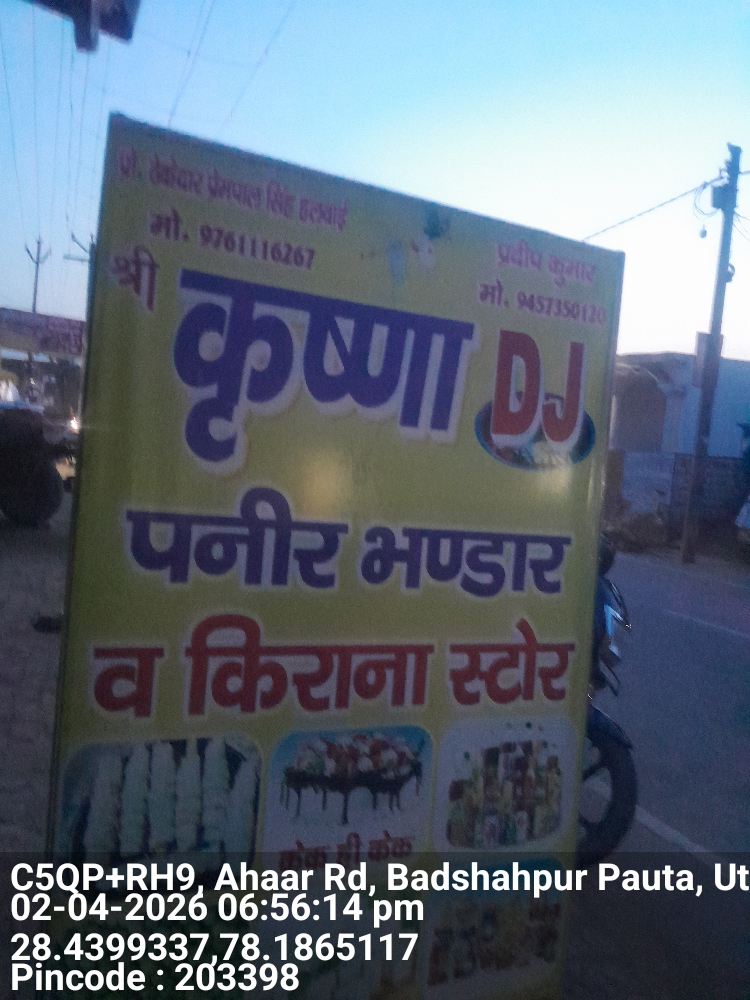 प्रो. ठेकेदार प्रेमपाल सिंह हलवाई
मो. 9761116267
प्रदीप कुमार
मो. 9457350120
श्री कृष्णा DJ
पनीर भण्डार
व किराना स्टोर
केक ही केक
C5QP+RH9, Ahaar Rd, Badshahpur Pauta, Ut
02-04-2026 06:56:14 pm
28.4399337,78.1865117
Pincode : 203398